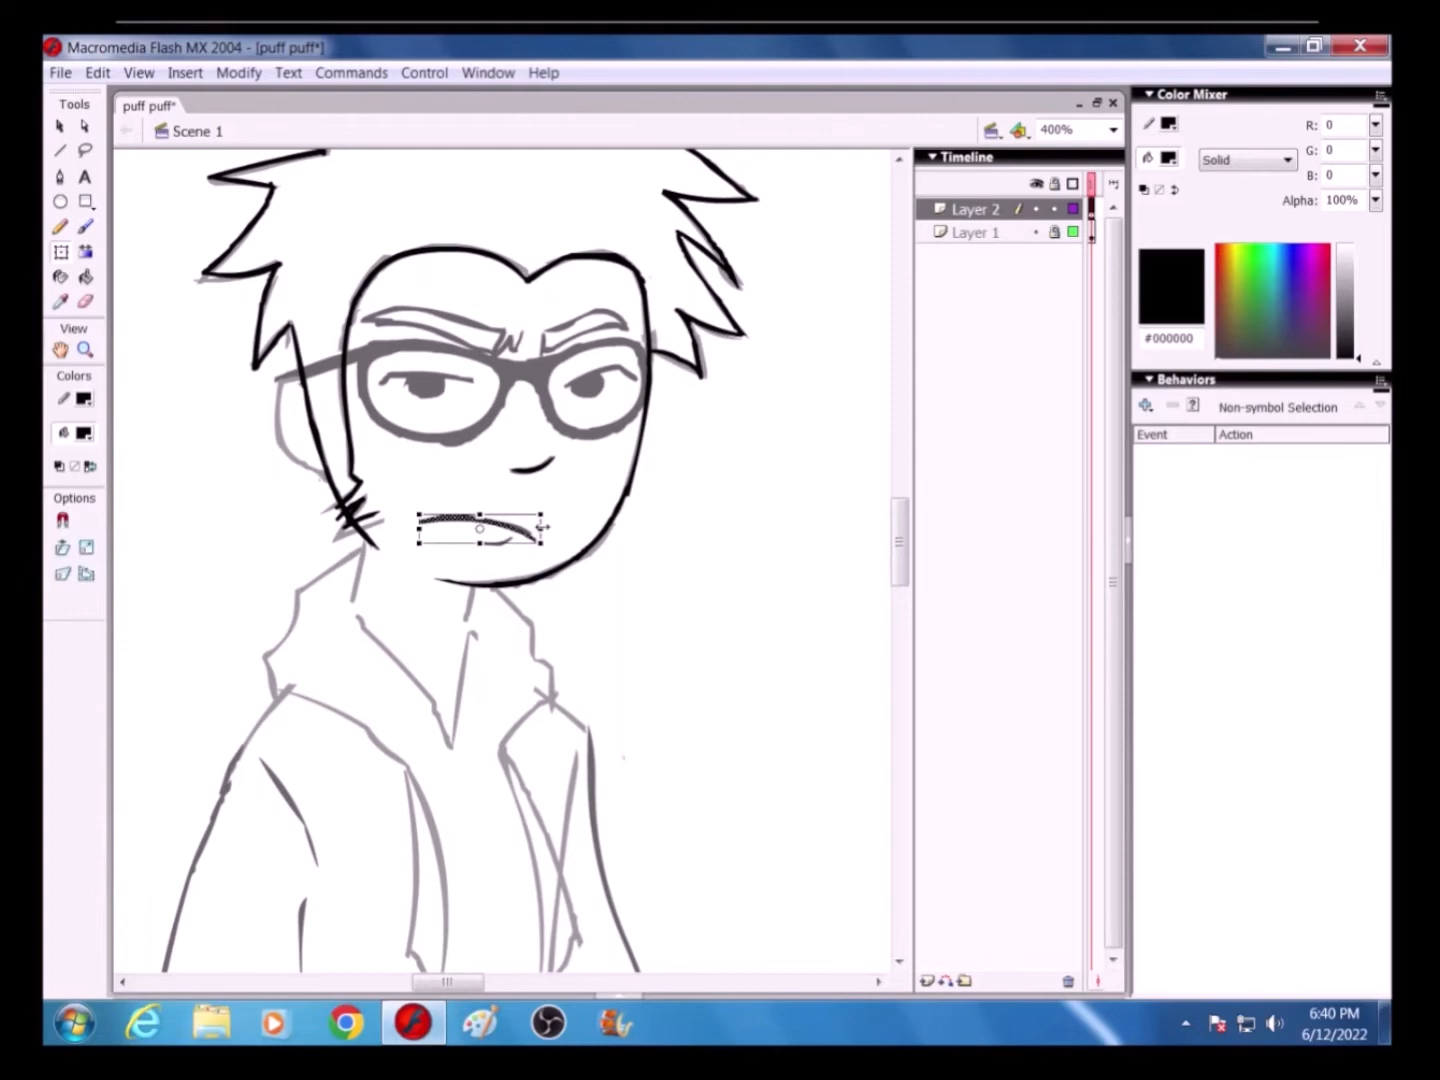 Macromedia Flash MX 2004 - [puff puff*]
File Edit View Insert Modify Text Commands Control Window Help
Tools
puff puff*
Scene 1
400%
Timeline
Layer 2
Layer 1
Color Mixer
R: 0
Solid
G: 0
B: 0
Alpha: 100%
#000000
View
Colors
Options
A
Behaviors
Non-symbol Selection
Event Action
6:40 PM
6/12/2022